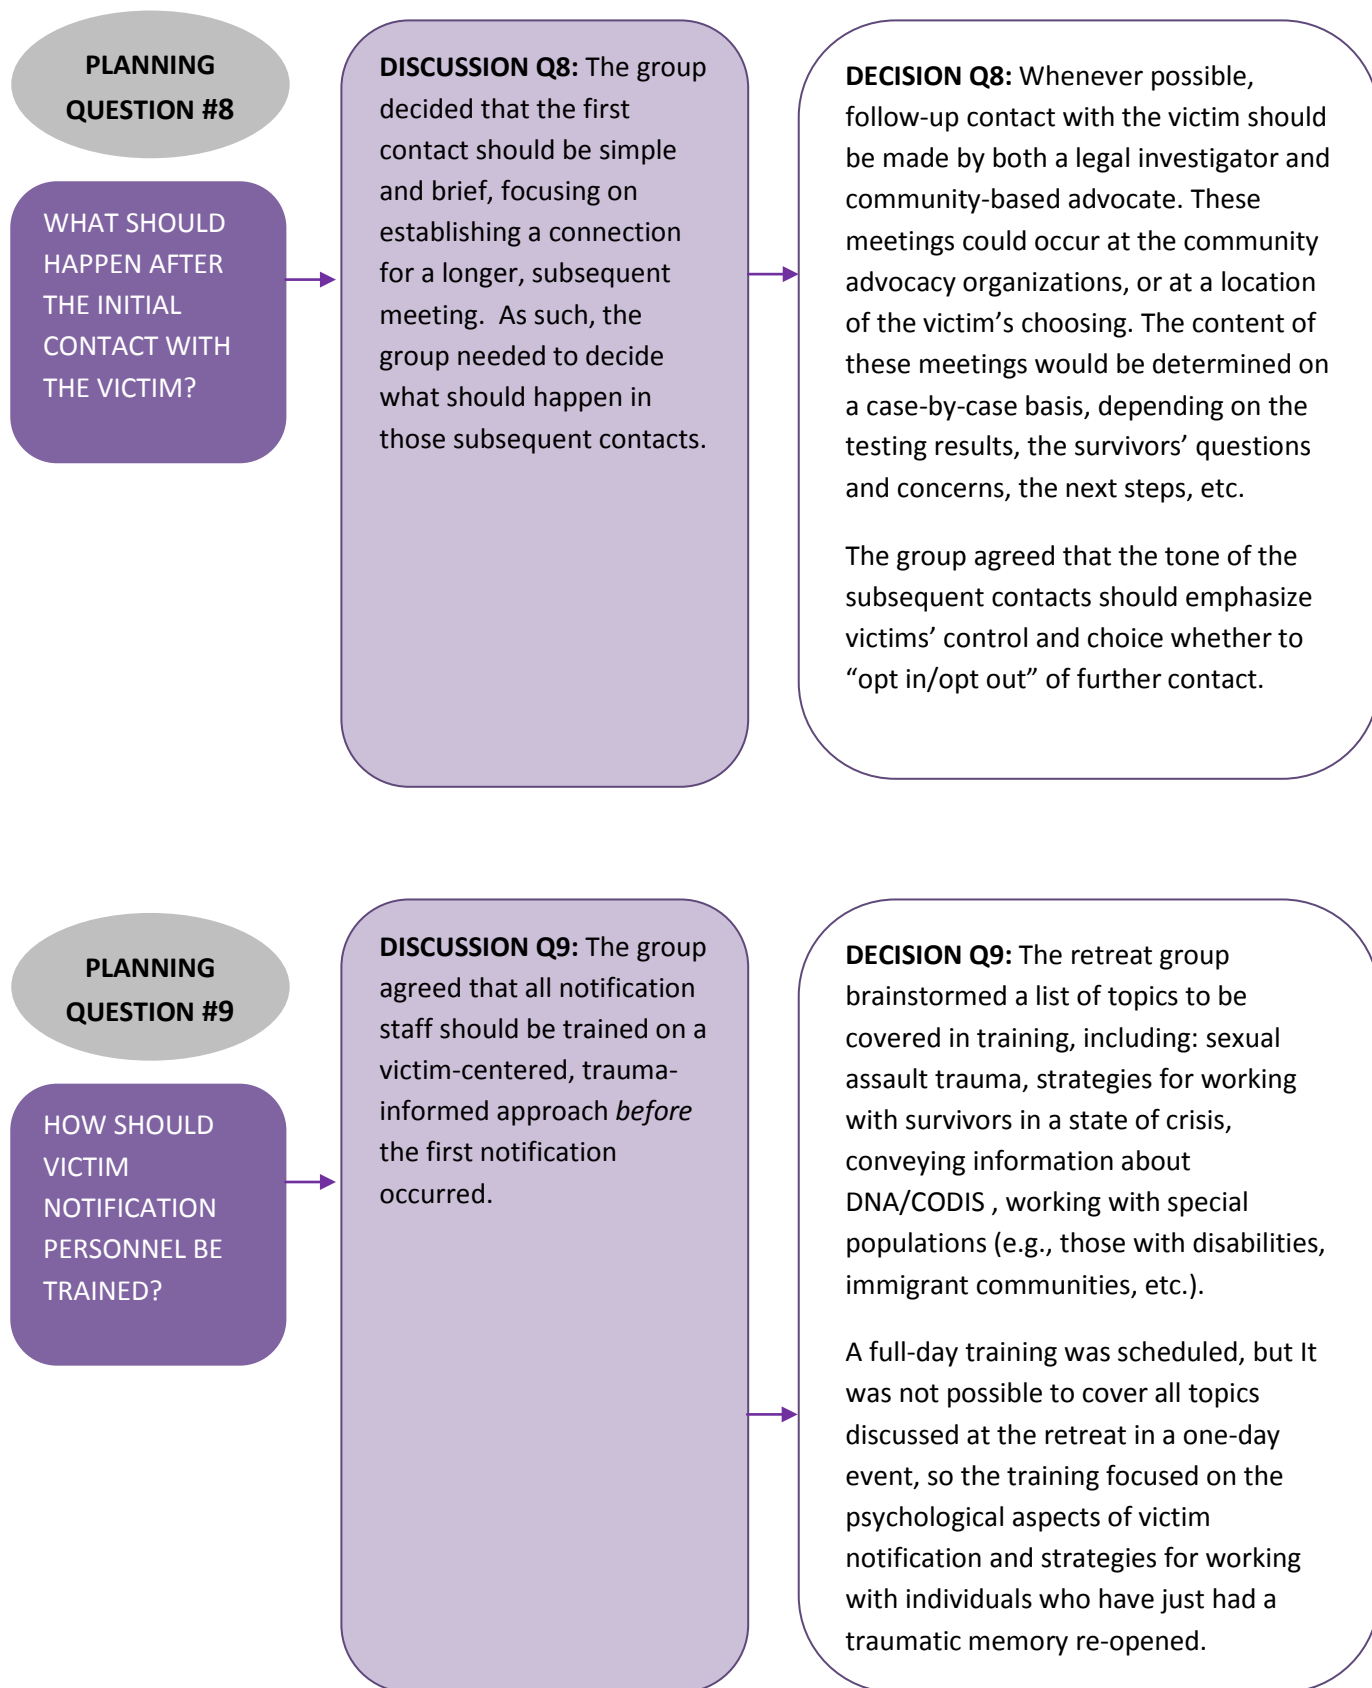 PLANNING
QUESTION #8
WHAT SHOULD
HAPPEN AFTER
THE INITIAL
CONTACT WITH
THE VICTIM?
DISCUSSION Q8: The group
decided that the first
contact should be simple
and brief, focusing on
establishing a connection
for a longer, subsequent
meeting.  As such, the
group needed to decide
what should happen in
those subsequent contacts.
DECISION Q8: Whenever possible,
follow-up contact with the victim should
be made by both a legal investigator and
community-based advocate. These
meetings could occur at the community
advocacy organizations, or at a location
of the victim’s choosing. The content of
these meetings would be determined on
a case-by-case basis, depending on the
testing results, the survivors’ questions
and concerns, the next steps, etc.
The group agreed that the tone of the
subsequent contacts should emphasize
victims’ control and choice whether to
“opt in/opt out” of further contact.
PLANNING
QUESTION #9
HOW SHOULD
VICTIM
NOTIFICATION
PERSONNEL BE
TRAINED?
DISCUSSION Q9: The group
agreed that all notification
staff should be trained on a
victim-centered, trauma-
informed approach before
the first notification
occurred.
DECISION Q9: The retreat group
brainstormed a list of topics to be
covered in training, including: sexual
assault trauma, strategies for working
with survivors in a state of crisis,
conveying information about
DNA/CODIS , working with special
populations (e.g., those with disabilities,
immigrant communities, etc.).
A full-day training was scheduled, but It
was not possible to cover all topics
discussed at the retreat in a one-day
event, so the training focused on the
psychological aspects of victim
notification and strategies for working
with individuals who have just had a
traumatic memory re-opened.